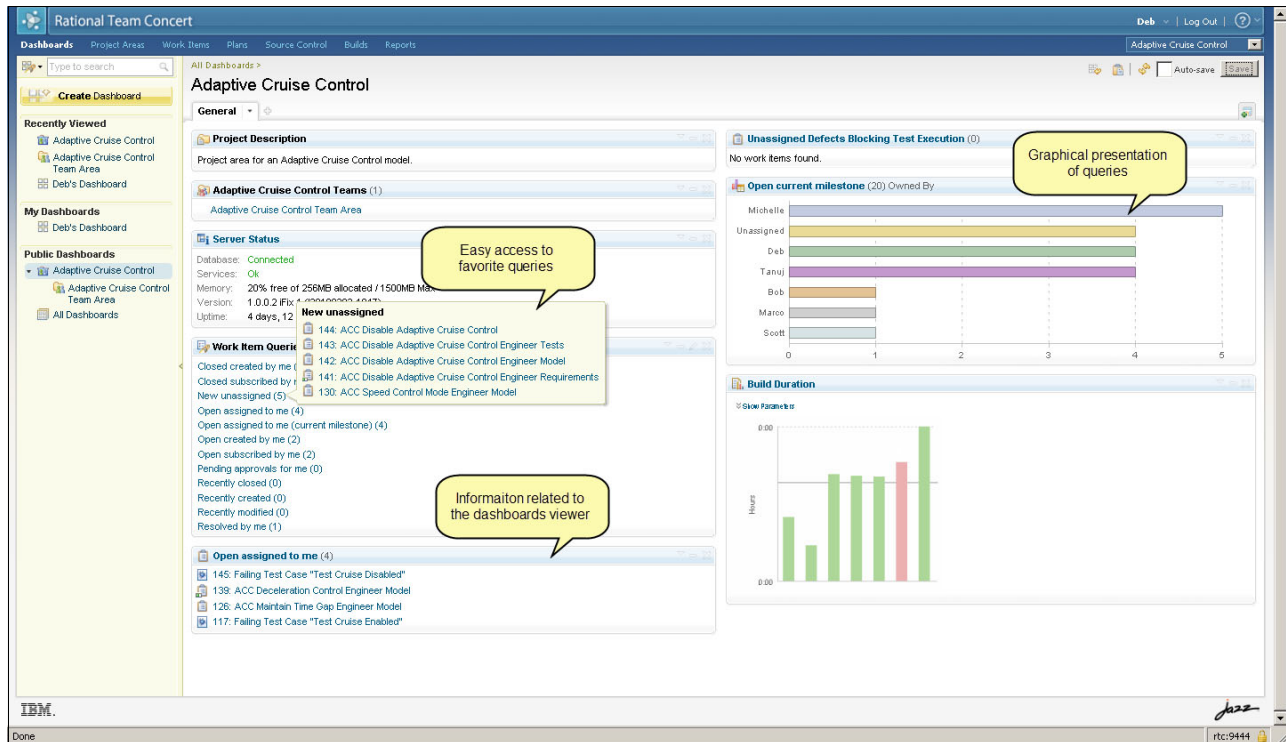 Rational Team Concert
Deb | Log Out |
Dashboards Project Areas Work Items Plans Source Control Builds Reports
Adaptive Cruise Control
Type to search
Create Dashboard
Recently Viewed
Adaptive Cruise Control
Adaptive Cruise Control
Team Area
Deb's Dashboard
My Dashboards
Deb's Dashboard
Public Dashboards
Adaptive Cruise Control
Adaptive Cruise Control
Team Area
All Dashboards
All Dashboards >
Adaptive Cruise Control
Auto-save Save
General
Project Description
Project area for an Adaptive Cruise Control model.
Adaptive Cruise Control Teams (1)
Adaptive Cruise Control Team Area
Server Status
Database: Connected
Services: Ok
Memory: 20% free of 256MB allocated / 1500MB Max
Version: 1.0.0.2 iFix
Uptime: 4 days, 12
Easy access to
favorite queries
New unassigned
144: ACC Disable Adaptive Cruise Control
143: ACC Disable Adaptive Cruise Control Engineer Tests
142: ACC Disable Adaptive Cruise Control Engineer Model
141: ACC Disable Adaptive Cruise Control Engineer Requirements
130: ACC Speed Control Mode Engineer Model
Work Item Querie
Closed created by me (
Closed subscribed by
New unassigned (5)
Open assigned to me (4)
Open assigned to me (current milestone) (4)
Open created by me (2)
Open subscribed by me (2)
Pending approvals for me (0)
Recently closed (0)
Recently created (0)
Recently modified (0)
Resolved by me (1)
Informaiton related to
the dashboards viewer
Open assigned to me (4)
145: Failing Test Case "Test Cruise Disabled"
139: ACC Deceleration Control Engineer Model
126: ACC Maintain Time Gap Engineer Model
117: Failing Test Case "Test Cruise Enabled"
Unassigned Defects Blocking Test Execution (0)
No work items found.
Graphical presentation
of queries
Open current milestone (20) Owned By
Michelle
Unassigned
Deb
Tanuj
Bob
Marco
Scott
0 1 2 3 4 5
Build Duration
Show Parameters
0:00
Hours
0:00
IBM.
jazz
Done
rtc:9444